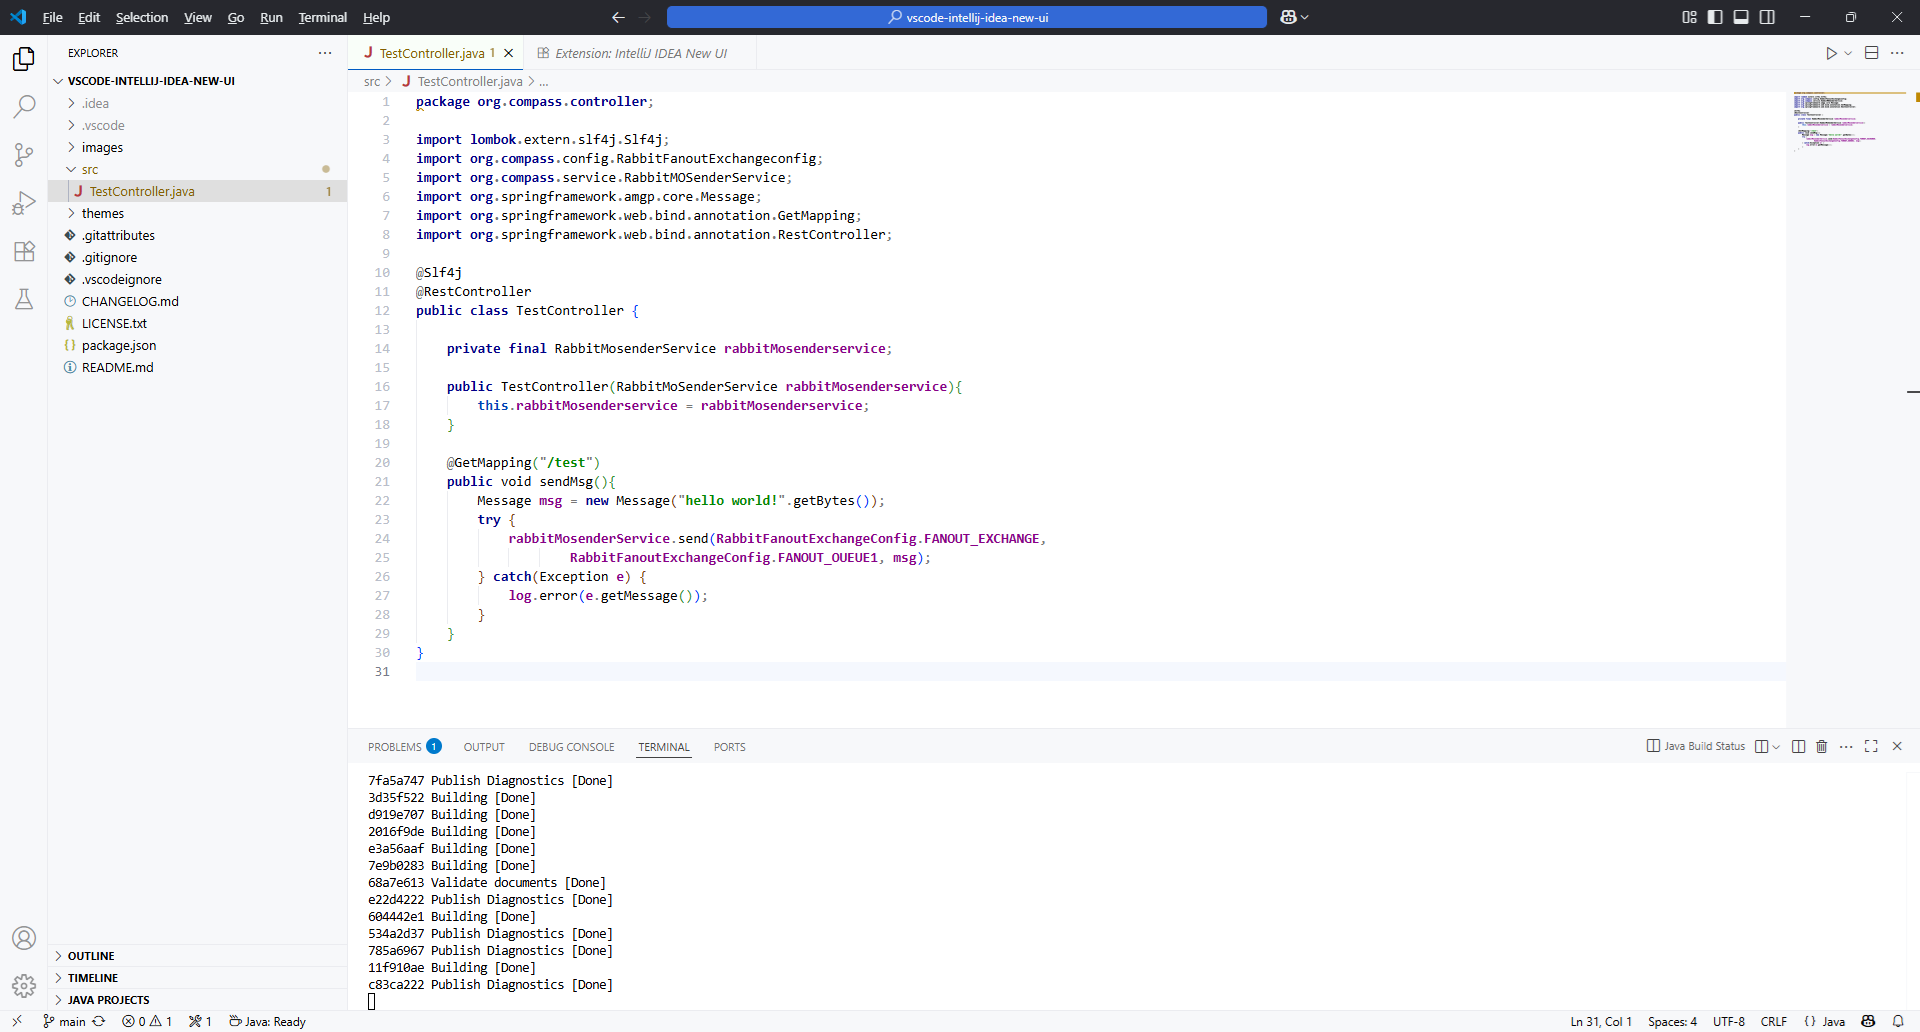 File Edit Selection View Go Run Terminal Help
vscode-intellij-idea-new-ui
EXPLORER
VSCODE-INTELLIJ-IDEA-NEW-UI
.idea
.vscode
images
src
TestController.java 1
themes
.gitattributes
.gitignore
.vscodeignore
CHANGELOG.md
LICENSE.txt
package.json
README.md
OUTLINE
TIMELINE
JAVA PROJECTS
TestController.java 1
Extension: IntelliJ IDEA New UI
src > TestController.java > ...
1 package org.compass.controller;
2
3 import lombok.extern.slf4j.Slf4j;
4 import org.compass.config.RabbitFanoutExchangeconfig;
5 import org.compass.service.RabbitMOSenderService;
6 import org.springframework.amgp.core.Message;
7 import org.springframework.web.bind.annotation.GetMapping;
8 import org.springframework.web.bind.annotation.RestController;
9
10 @Slf4j
11 @RestController
12 public class TestController {
13
14 private final RabbitMosenderService rabbitMosenderservice;
15
16 public TestController(RabbitMoSenderService rabbitMosenderservice){
17 this.rabbitMosenderservice = rabbitMosenderservice;
18 }
19
20 @GetMapping("/test")
21 public void sendMsg(){
22 Message msg = new Message("hello world!".getBytes());
23 try {
24 rabbitMosenderService.send(RabbitFanoutExchangeConfig.FANOUT_EXCHANGE,
25 RabbitFanoutExchangeConfig.FANOUT_OUEUE1, msg);
26 } catch(Exception e) {
27 log.error(e.getMessage());
28 }
29 }
30 }
31
PROBLEMS 1 OUTPUT DEBUG CONSOLE TERMINAL PORTS
Java Build Status
7fa5a747 Publish Diagnostics [Done]
3d35f522 Building [Done]
d919e707 Building [Done]
2016f9de Building [Done]
e3a56aaf Building [Done]
7e9b0283 Building [Done]
68a7e613 Validate documents [Done]
e22d4222 Publish Diagnostics [Done]
604442e1 Building [Done]
534a2d37 Publish Diagnostics [Done]
785a6967 Publish Diagnostics [Done]
11f910ae Building [Done]
c83ca222 Publish Diagnostics [Done]
main 0 1 1 Java: Ready
Ln 31, Col 1 Spaces: 4 UTF-8 CRLF {} Java